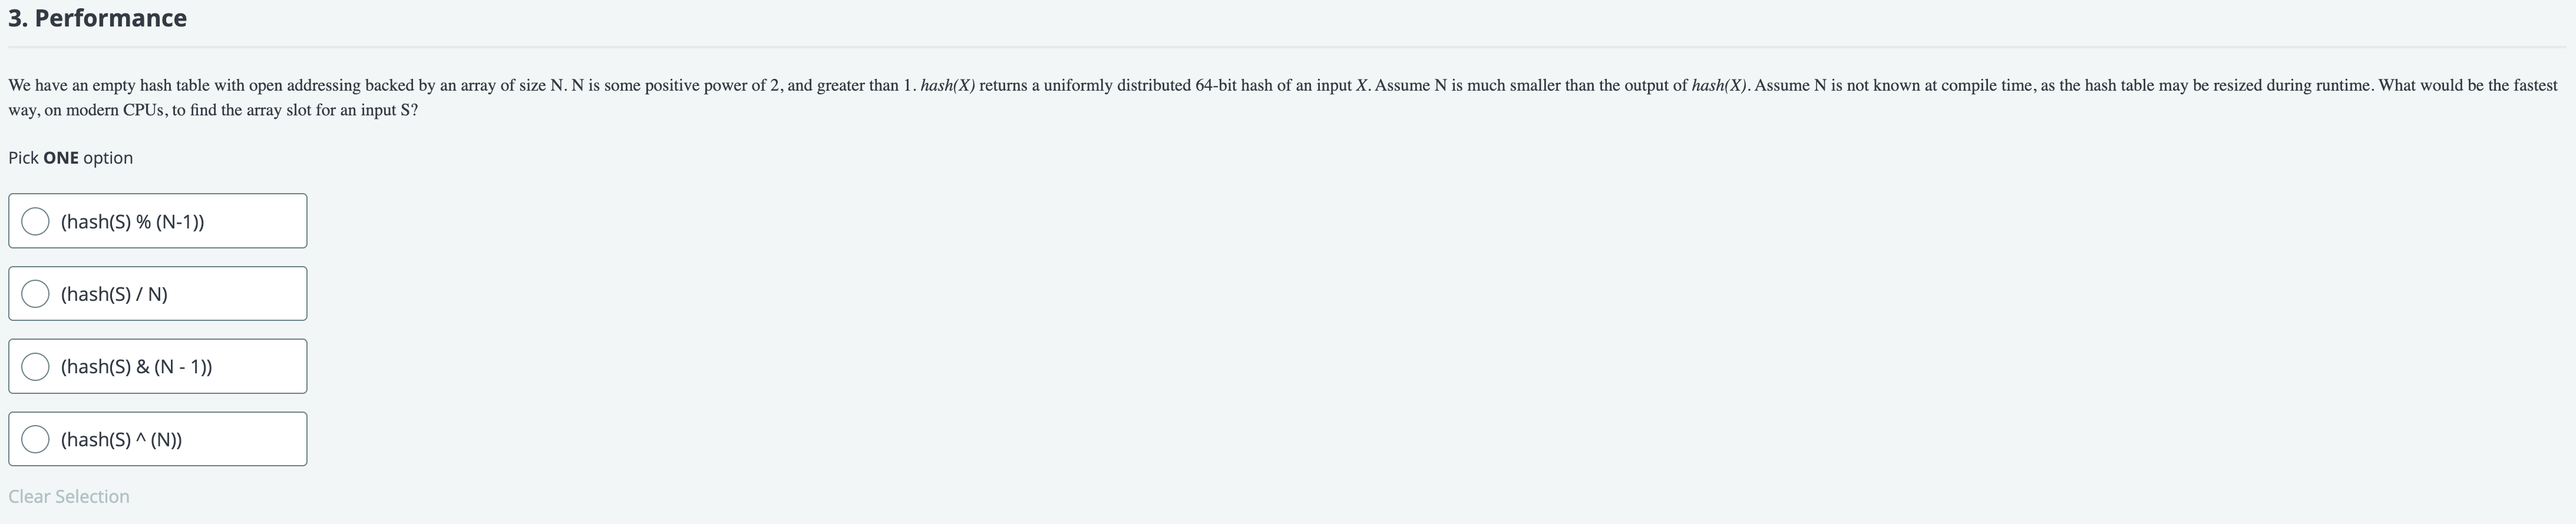 3. Performance
We have an empty hash table with open addressing backed by an array of size N. N is some positive power of 2, and greater than 1. hash(X) returns a uniformly distributed 64-bit hash of an input X. Assume N is much smaller than the output of hash(X). Assume N is not known at compile time, as the hash table may be resized during runtime. What would be the fastest
way, on modern CPUs, to find the array slot for an input S?
Pick ONE option
(hash(S) % (N-1))
(hash(S) / N)
(hash(S) & (N - 1))
(hash(S) ^ (N))
Clear Selection